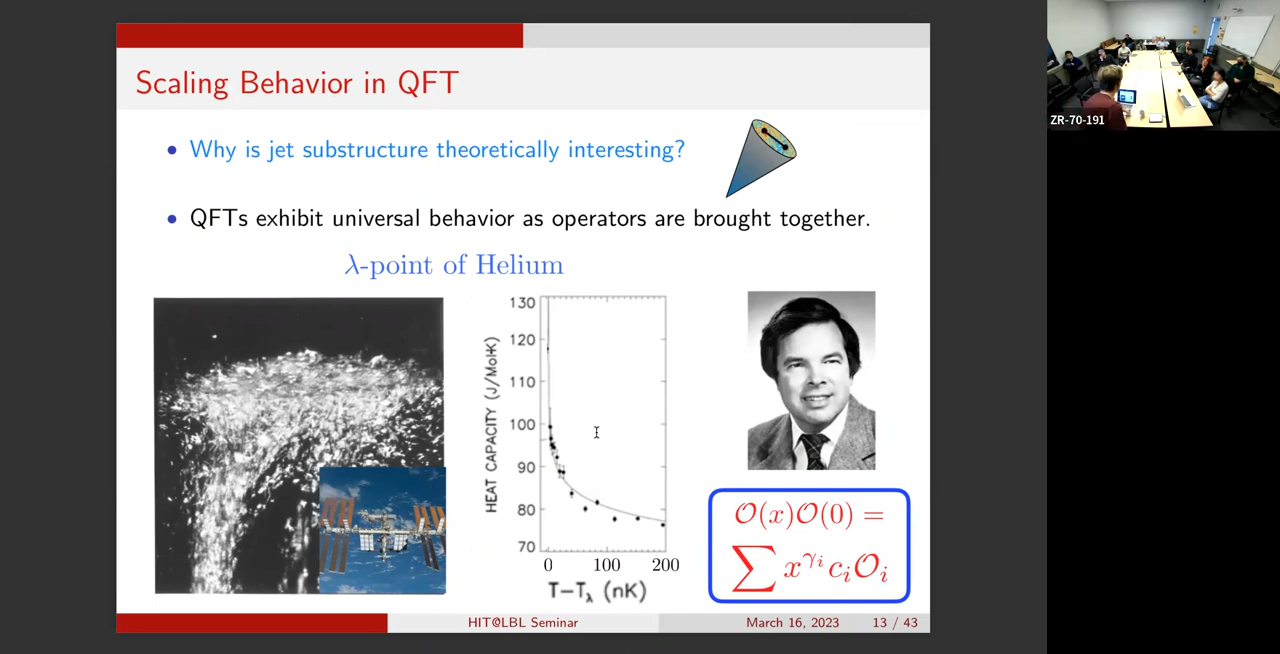 Scaling Behavior in QFT
• Why is jet substructure theoretically interesting?
• QFTs exhibit universal behavior as operators are brought together.
λ-point of Helium
130
120
110
100
90
80
70
HEAT CAPACITY (J/MolK)
0 100 200
T−Tλ (nK)
𝒪(x)𝒪(0) =
∑ x^{γ_i} c_i 𝒪_i
HIT@LBL Seminar March 16, 2023 13 / 43
ZR-70-191